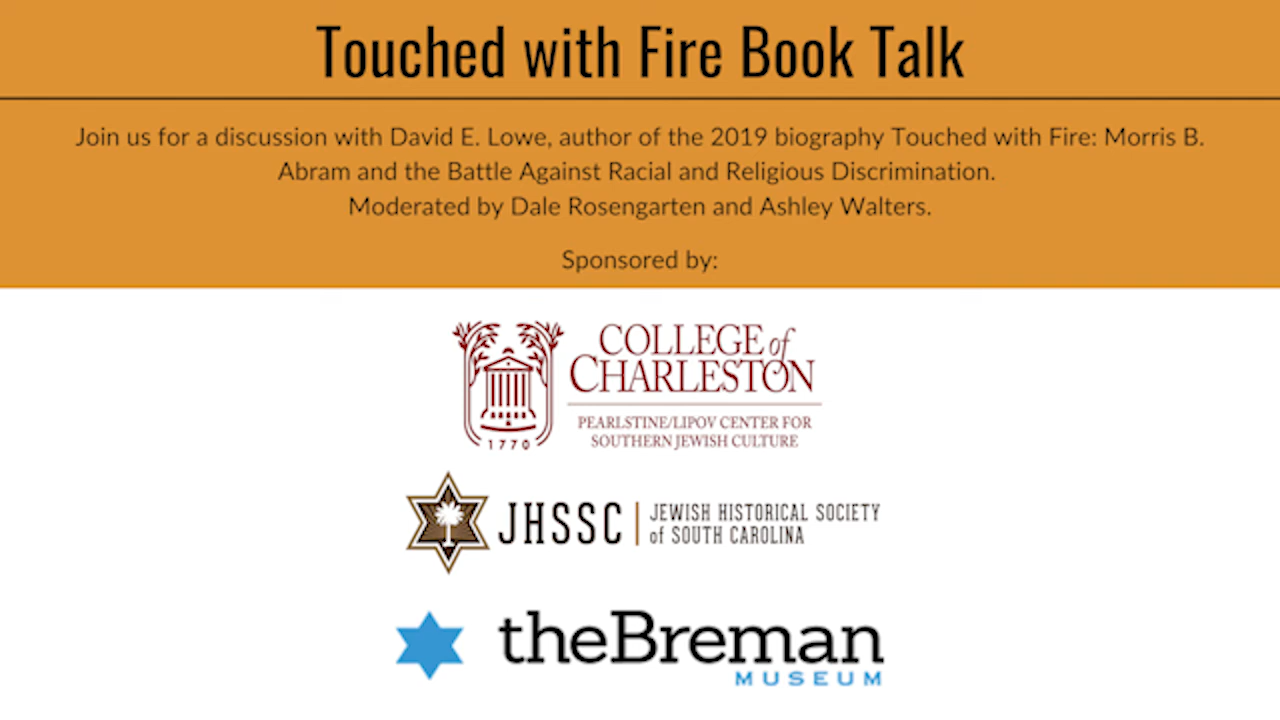 Touched with Fire Book Talk
Join us for a discussion with David E. Lowe, author of the 2019 biography Touched with Fire: Morris B.
Abram and the Battle Against Racial and Religious Discrimination.
Moderated by Dale Rosengarten and Ashley Walters.
Sponsored by:
COLLEGE of
CHARLESTON
1770
PEARLSTINE/LIPOV CENTER FOR
SOUTHERN JEWISH CULTURE
JHSSC
JEWISH HISTORICAL SOCIETY
of SOUTH CAROLINA
theBreman
MUSEUM